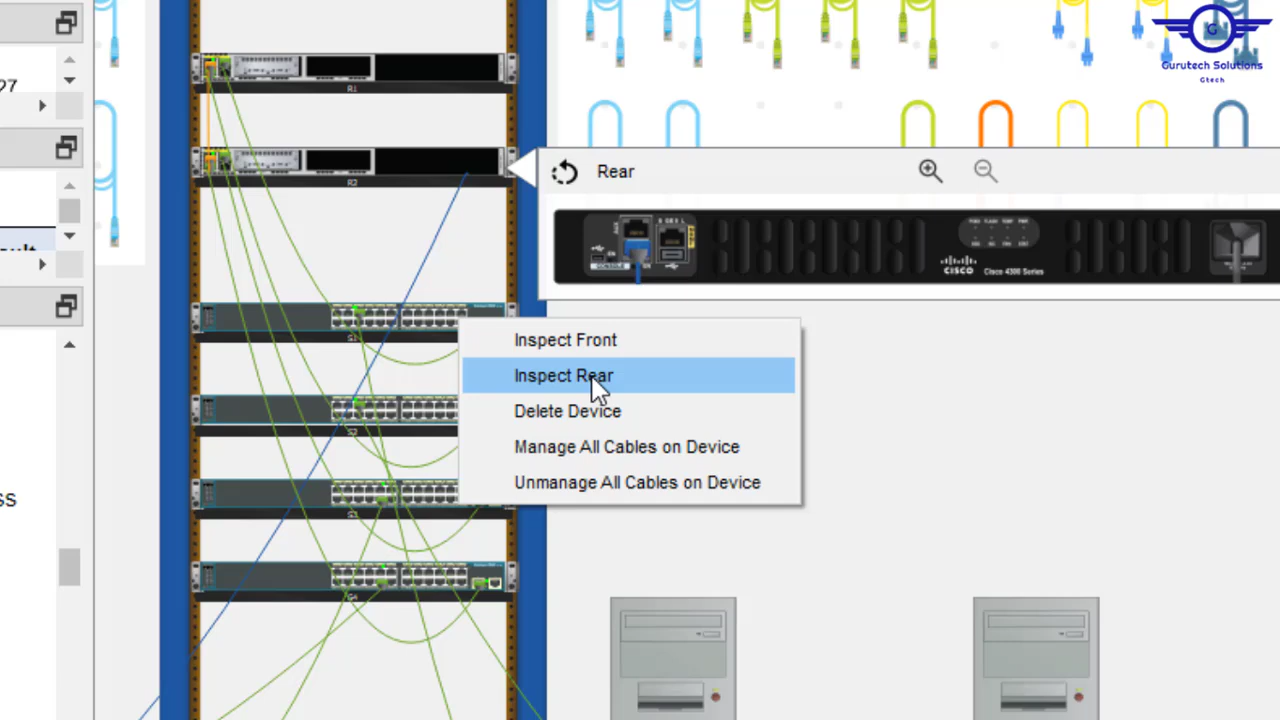 Gurutech Solutions
Gtech
R1
R2
Rear
CONSOLE
CISCO Cisco 4300 Series
S1
Inspect Front
Inspect Rear
Delete Device
Manage All Cables on Device
Unmanage All Cables on Device
S2
S3
S4